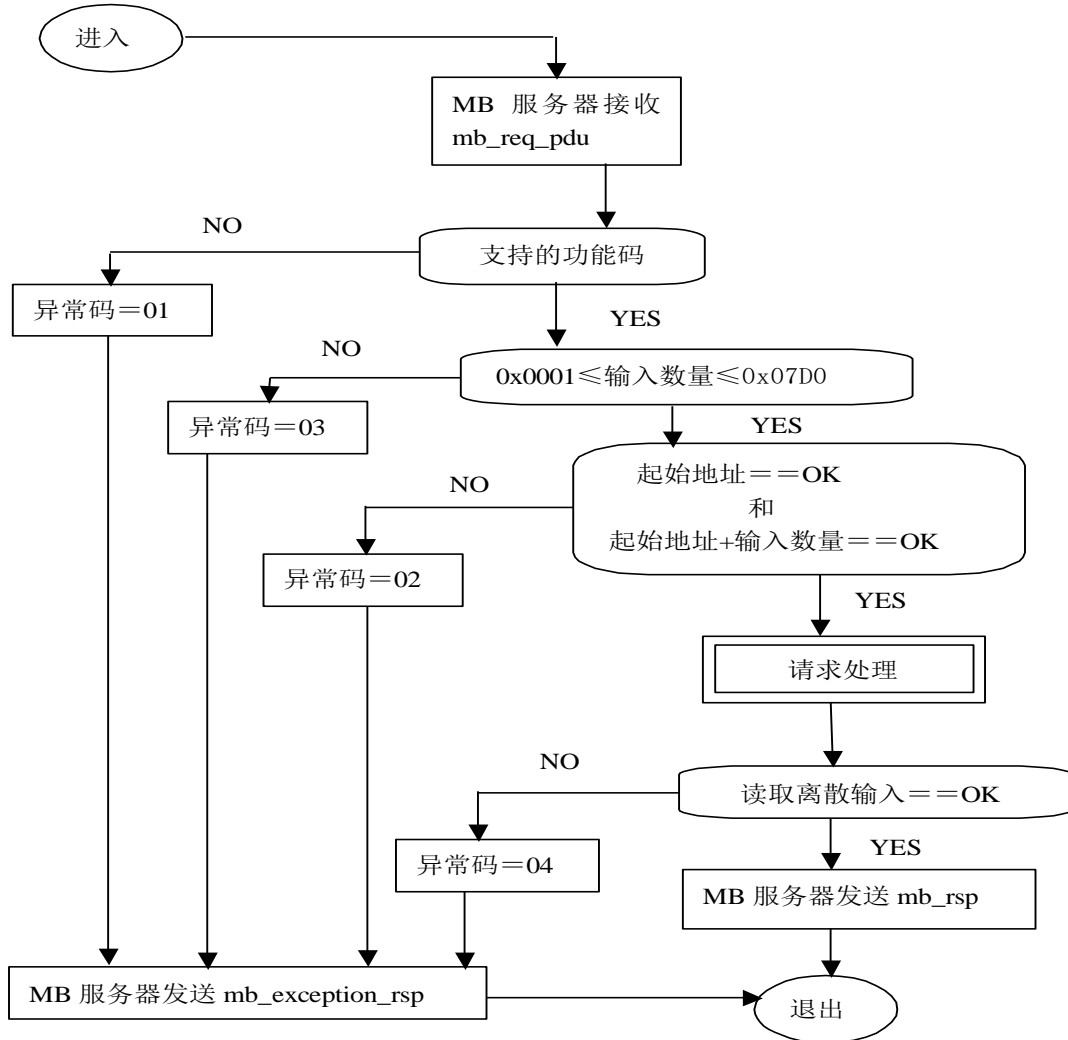 进入
MB 服务器接收
mb_req_pdu
NO
支持的功能码
异常码＝01
YES
NO
0x0001≤输入数量≤0x07D0
异常码＝03
YES
起始地址＝＝OK
NO
和
起始地址+输入数量＝＝OK
异常码＝02
YES
请求处理
NO
读取离散输入＝＝OK
异常码＝04
YES
MB 服务器发送 mb_rsp
MB 服务器发送 mb_exception_rsp
退出